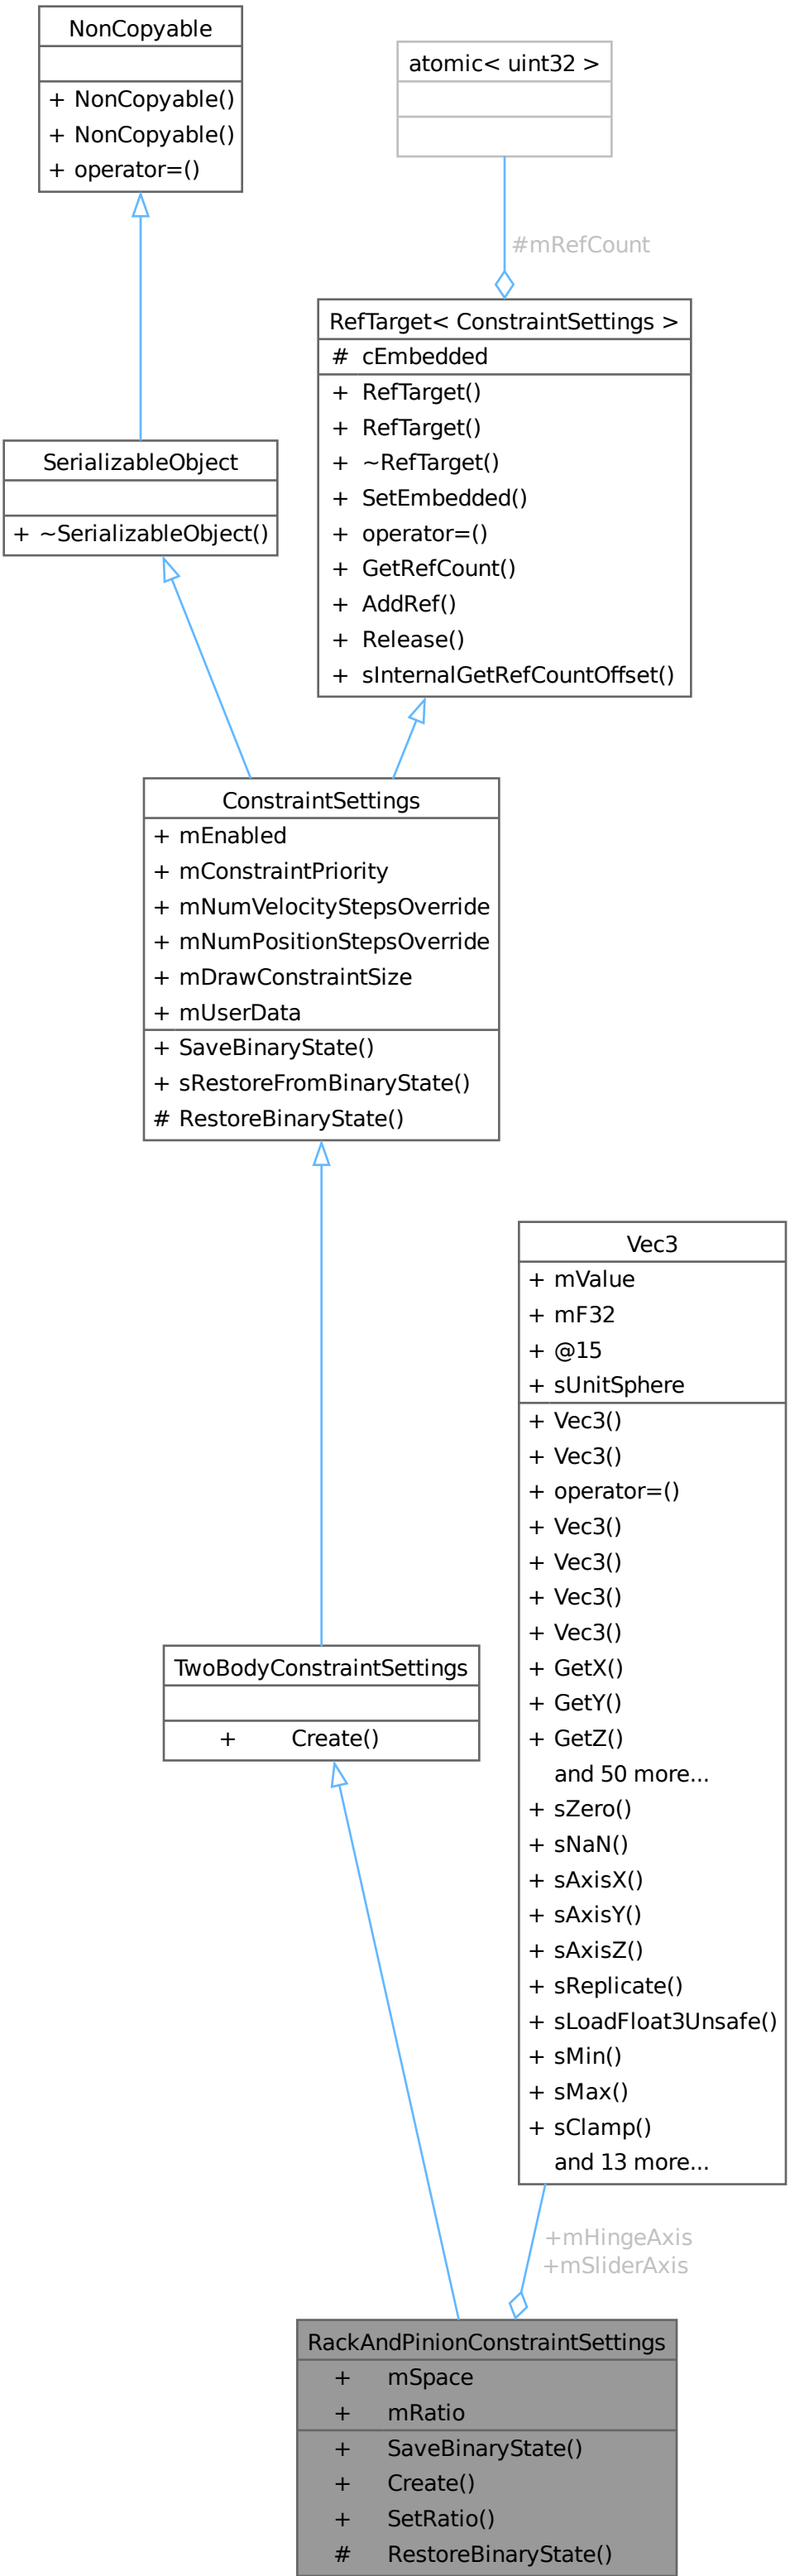 NonCopyable
+ NonCopyable()
+ NonCopyable()
+ operator=()
atomic< uint32 >
#mRefCount
RefTarget< ConstraintSettings >
# cEmbedded
+ RefTarget()
+ RefTarget()
+ ~RefTarget()
+ SetEmbedded()
+ operator=()
+ GetRefCount()
+ AddRef()
+ Release()
+ sInternalGetRefCountOffset()
SerializableObject
+ ~SerializableObject()
ConstraintSettings
+ mEnabled
+ mConstraintPriority
+ mNumVelocityStepsOverride
+ mNumPositionStepsOverride
+ mDrawConstraintSize
+ mUserData
+ SaveBinaryState()
+ sRestoreFromBinaryState()
# RestoreBinaryState()
Vec3
+ mValue
+ mF32
+ @15
+ sUnitSphere
+ Vec3()
+ Vec3()
+ operator=()
+ Vec3()
+ Vec3()
+ Vec3()
+ Vec3()
+ GetX()
+ GetY()
+ GetZ()
and 50 more...
+ sZero()
+ sNaN()
+ sAxisX()
+ sAxisY()
+ sAxisZ()
+ sReplicate()
+ sLoadFloat3Unsafe()
+ sMin()
+ sMax()
+ sClamp()
and 13 more...
TwoBodyConstraintSettings
+ Create()
+mHingeAxis
+mSliderAxis
RackAndPinionConstraintSettings
+ mSpace
+ mRatio
+ SaveBinaryState()
+ Create()
+ SetRatio()
# RestoreBinaryState()